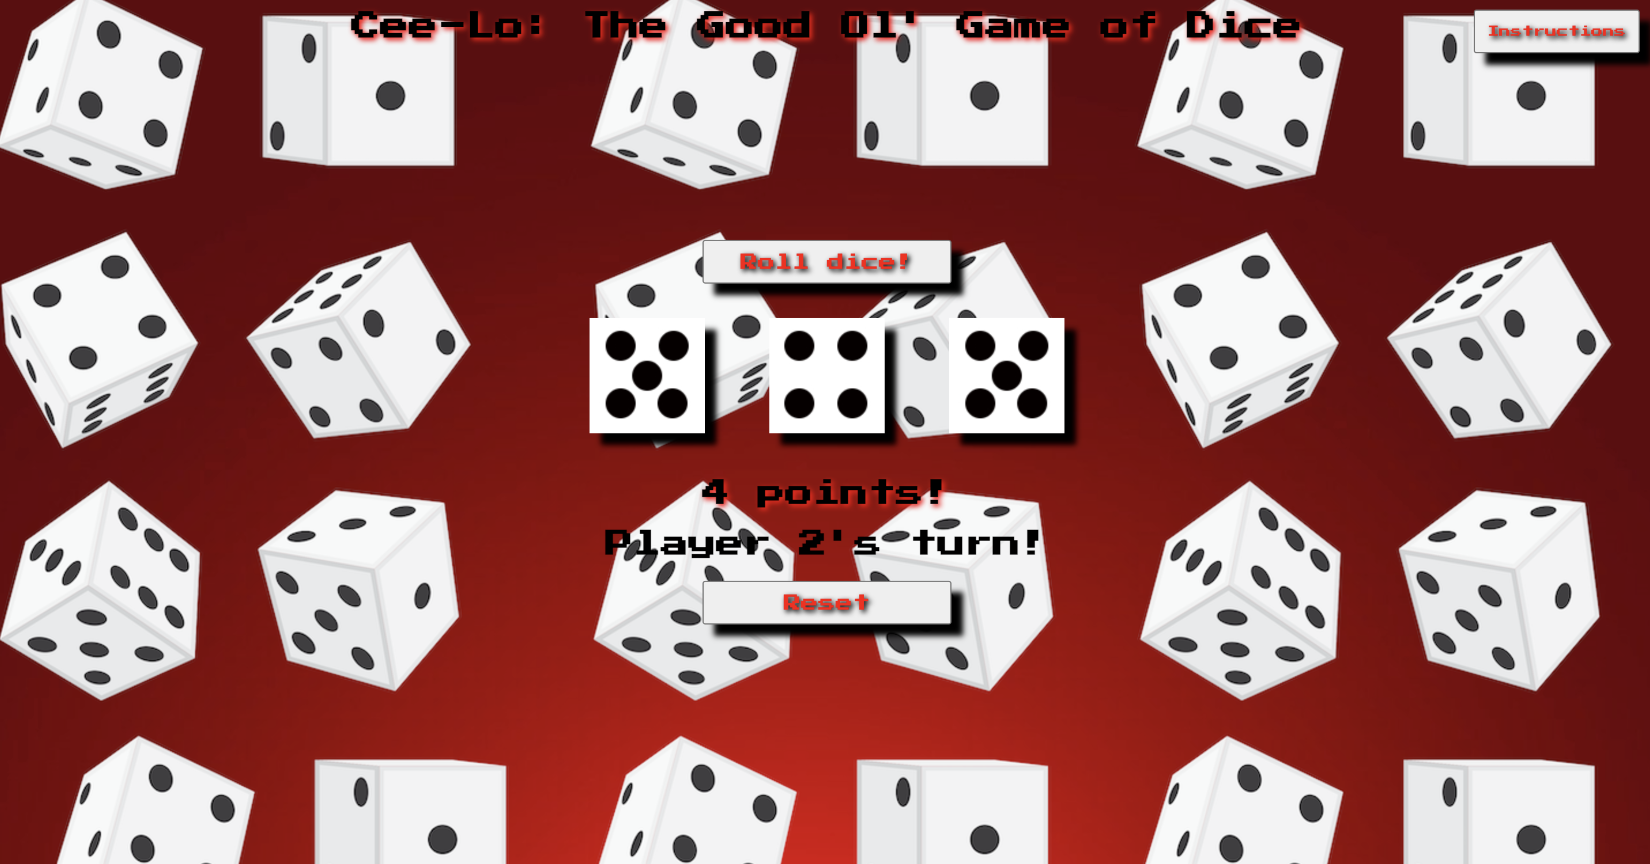 Cee-Lo: The Good Ol' Game of Dice
Instructions
Roll dice!
4 points!
Player 2's turn!
Reset